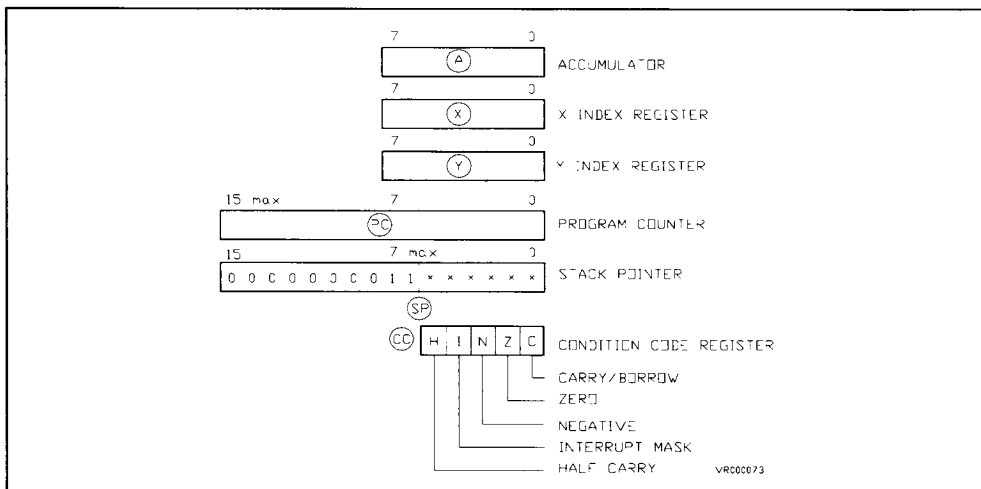 7 0
A ACCUMULATOR
7 0
X X INDEX REGISTER
7 0
Y Y INDEX REGISTER
15 max 7 0
PC PROGRAM COUNTER
15 7 max 0
0 0 0 0 0 0 0 0 1 1 * * * * * * STACK POINTER
SP
CC H I N Z C CONDITION CODE REGISTER
CARRY/BORROW
ZERO
NEGATIVE
INTERRUPT MASK
HALF CARRY VR000073